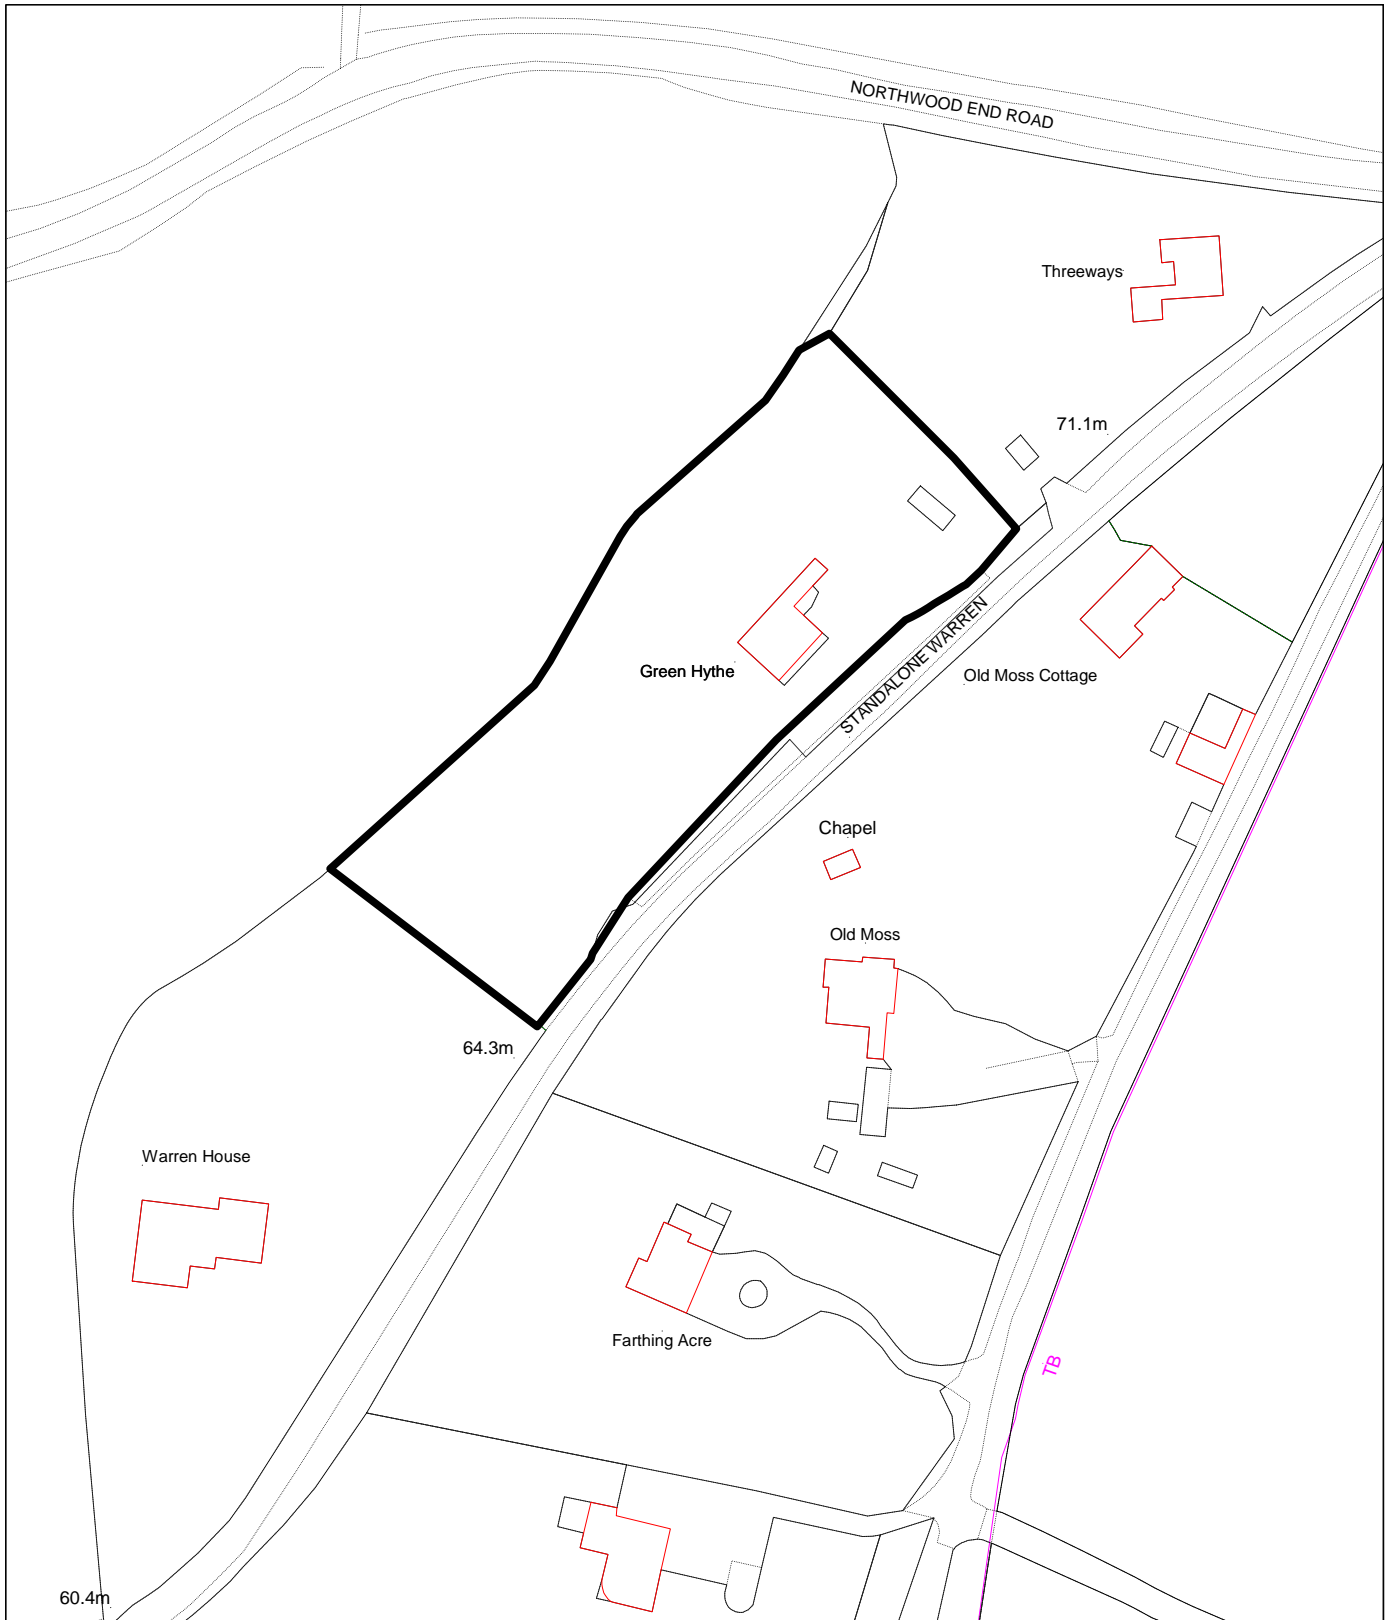 NORTHWOOD END ROAD
Threeways
71.1m
STANDALONE WARREN
Green Hythe
Old Moss Cottage
Chapel
Old Moss
64.3m
Warren House
Farthing Acre
TB
60.4m